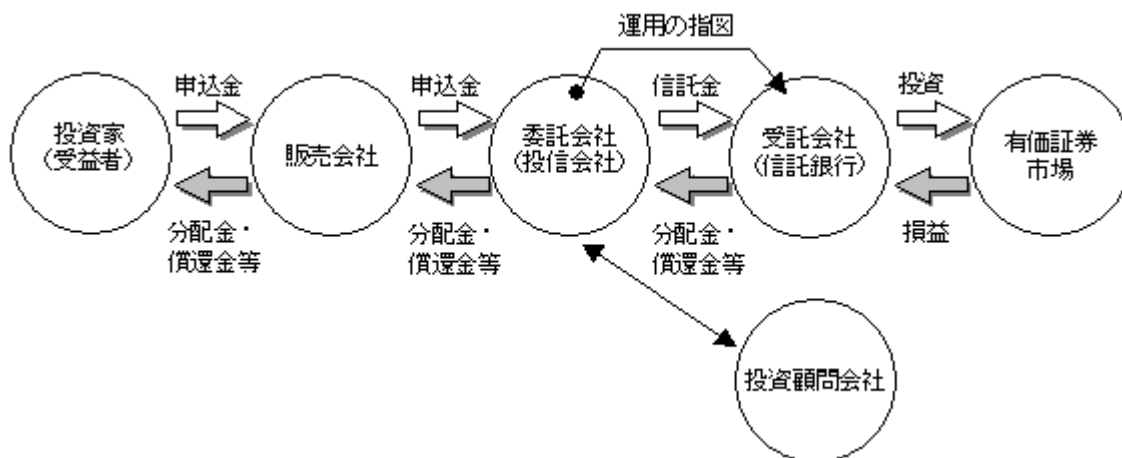 運用の指図
申込金
申込金
信託金
投資
投資家
(受益者)
販売会社
委託会社
(投信会社)
受託会社
(信託銀行)
有価証券
市場
分配金・
償還金等
分配金・
償還金等
分配金・
償還金等
損益
投資顧問会社